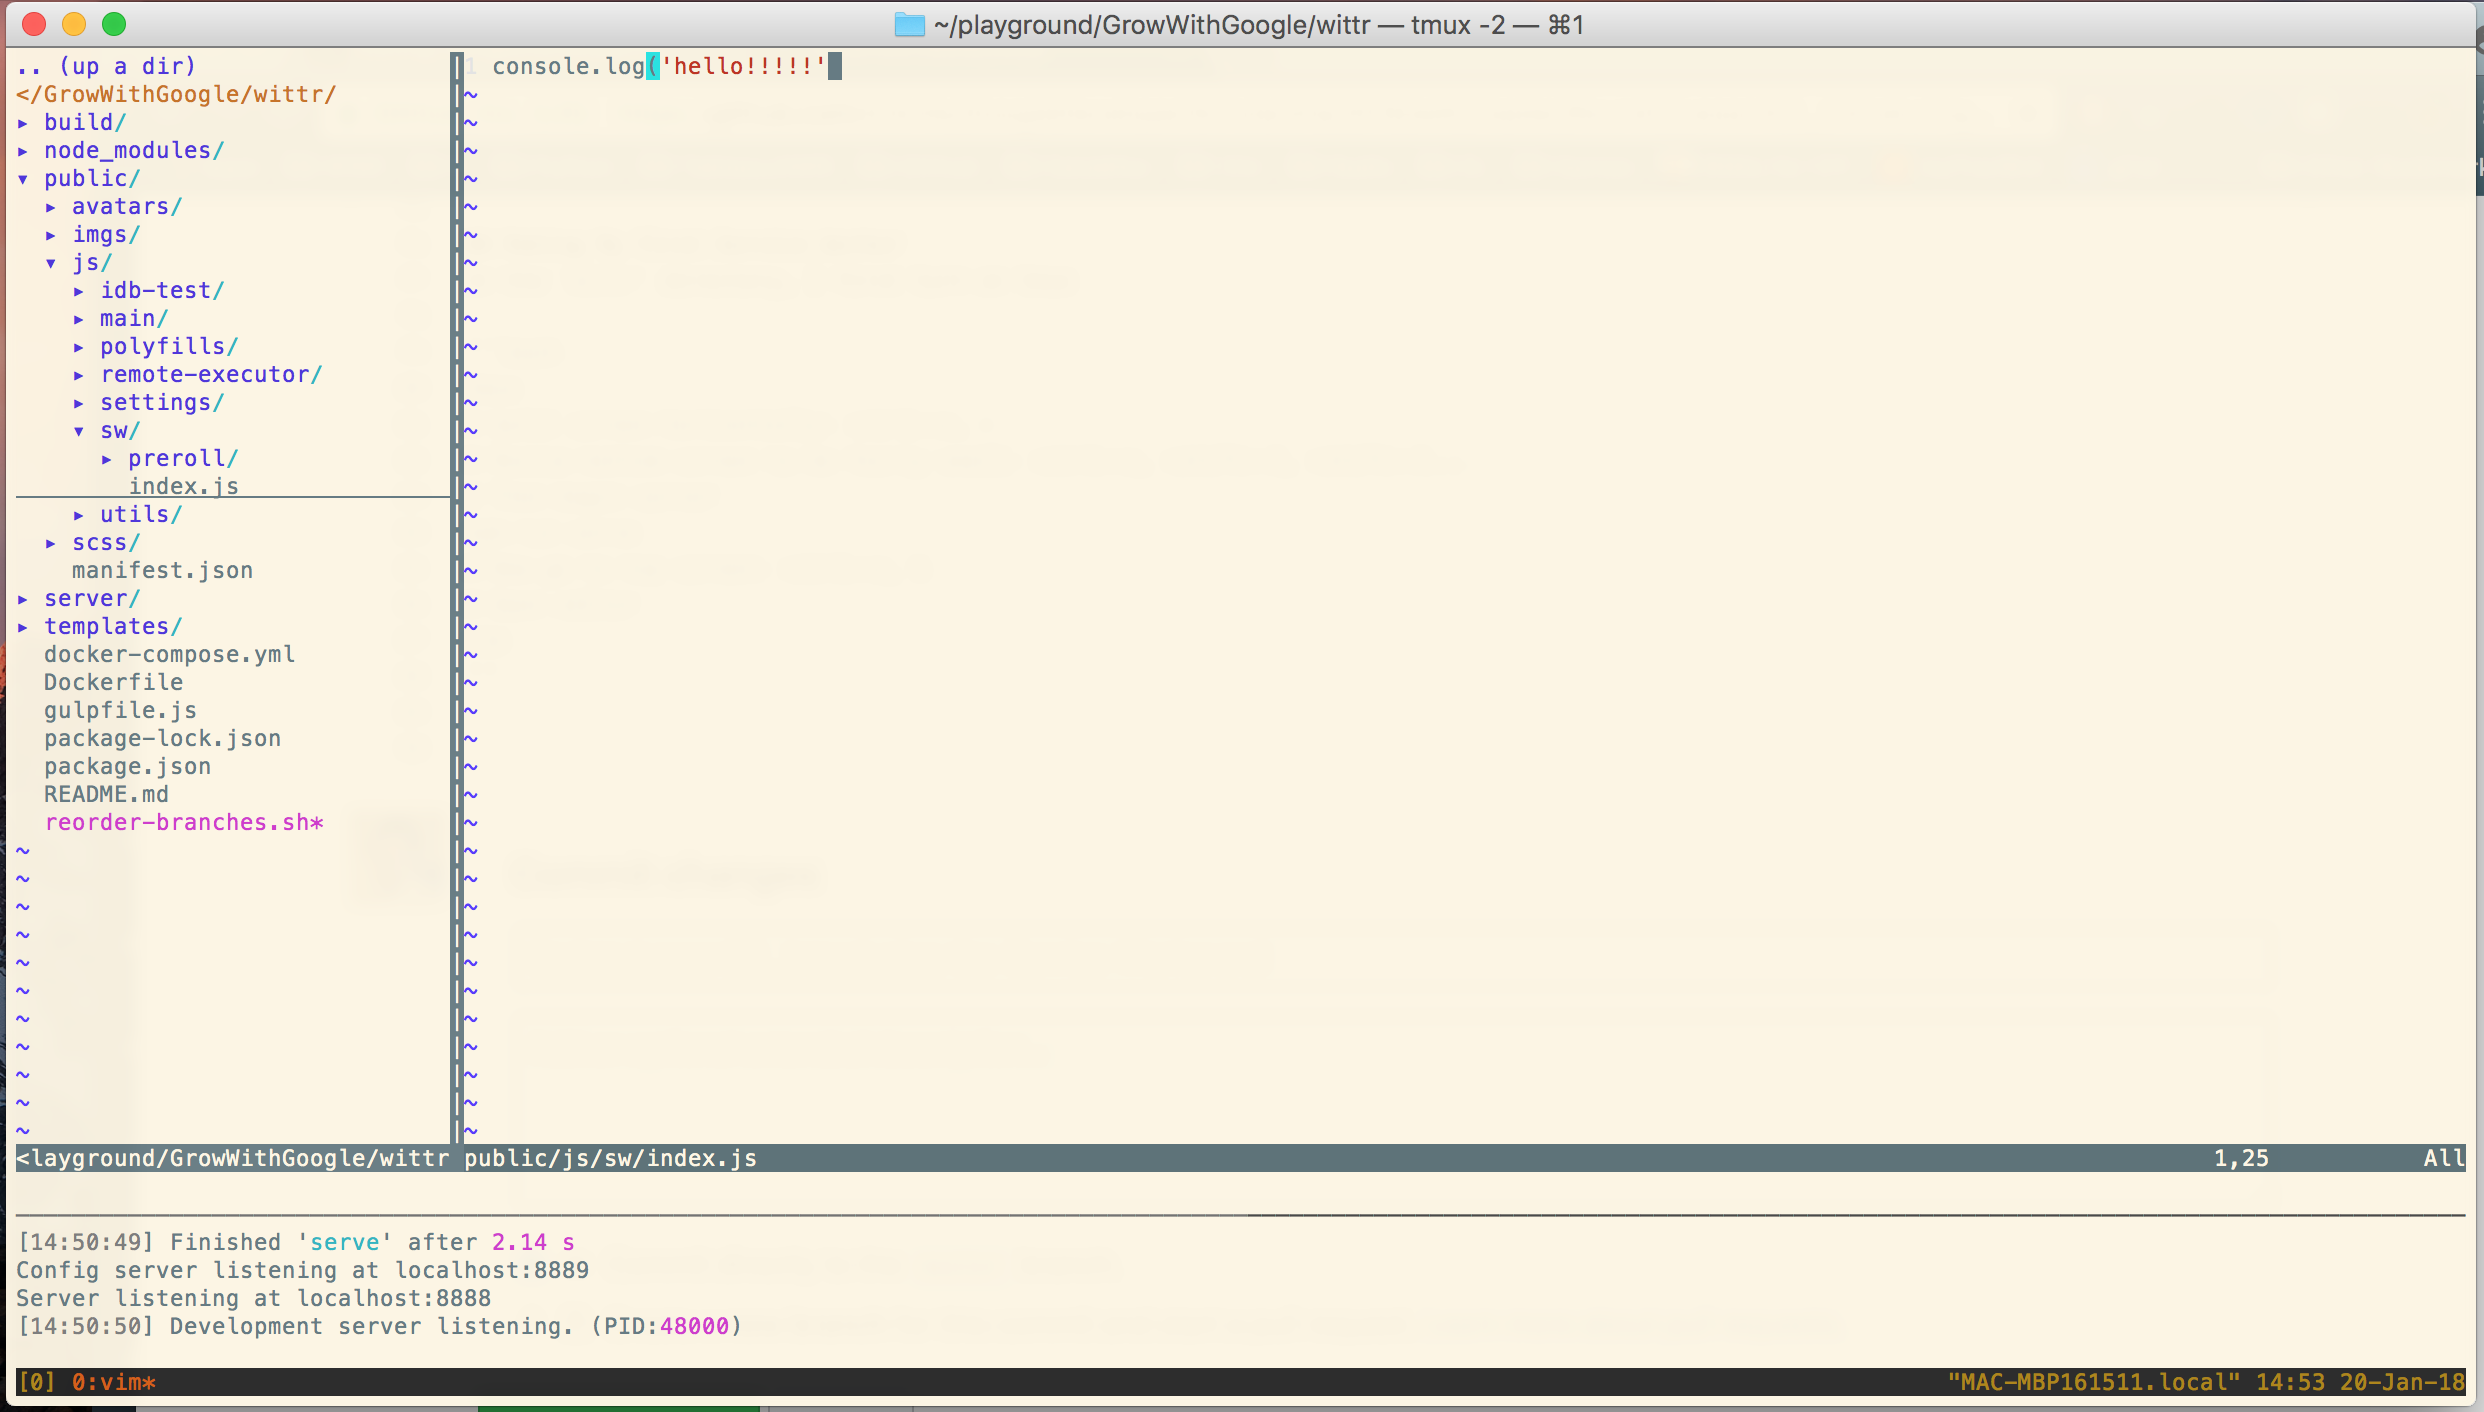 ~/playground/GrowWithGoogle/wittr — tmux -2 — ⌘1
.. (up a dir)
</GrowWithGoogle/wittr/
▸ build/
▸ node_modules/
▾ public/
▸ avatars/
▸ imgs/
▾ js/
▸ idb-test/
▸ main/
▸ polyfills/
▸ remote-executor/
▸ settings/
▾ sw/
▸ preroll/
index.js
▸ utils/
▸ scss/
manifest.json
▸ server/
▸ templates/
docker-compose.yml
Dockerfile
gulpfile.js
package-lock.json
package.json
README.md
reorder-branches.sh*
1 console.log('hello!!!!!'
<layground/GrowWithGoogle/wittr public/js/sw/index.js 1,25 All
[14:50:49] Finished 'serve' after 2.14 s
Config server listening at localhost:8889
Server listening at localhost:8888
[14:50:50] Development server listening. (PID:48000)
[0] 0:vim* "MAC-MBP161511.local" 14:53 20-Jan-18